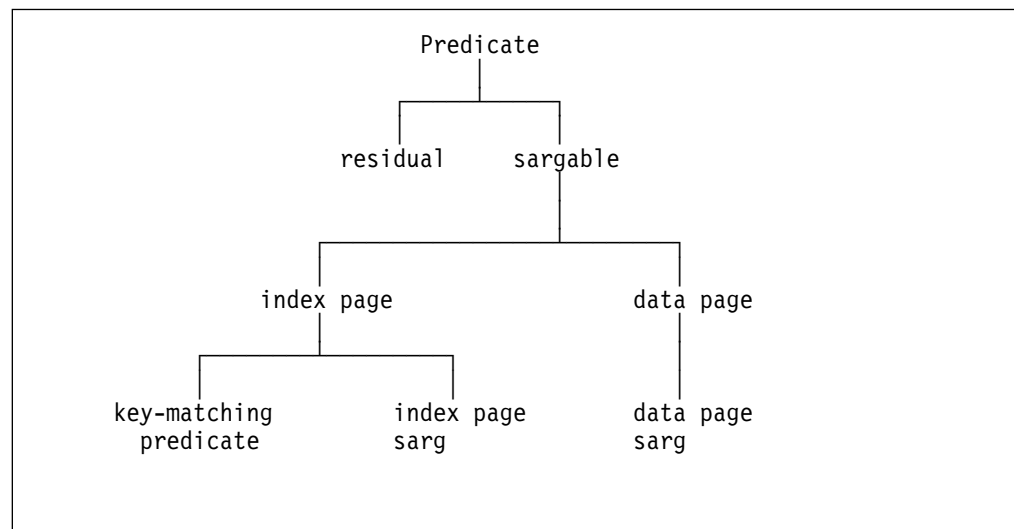 Predicate
residual sargable
index page data page
key-matching index page data page
predicate sarg sarg